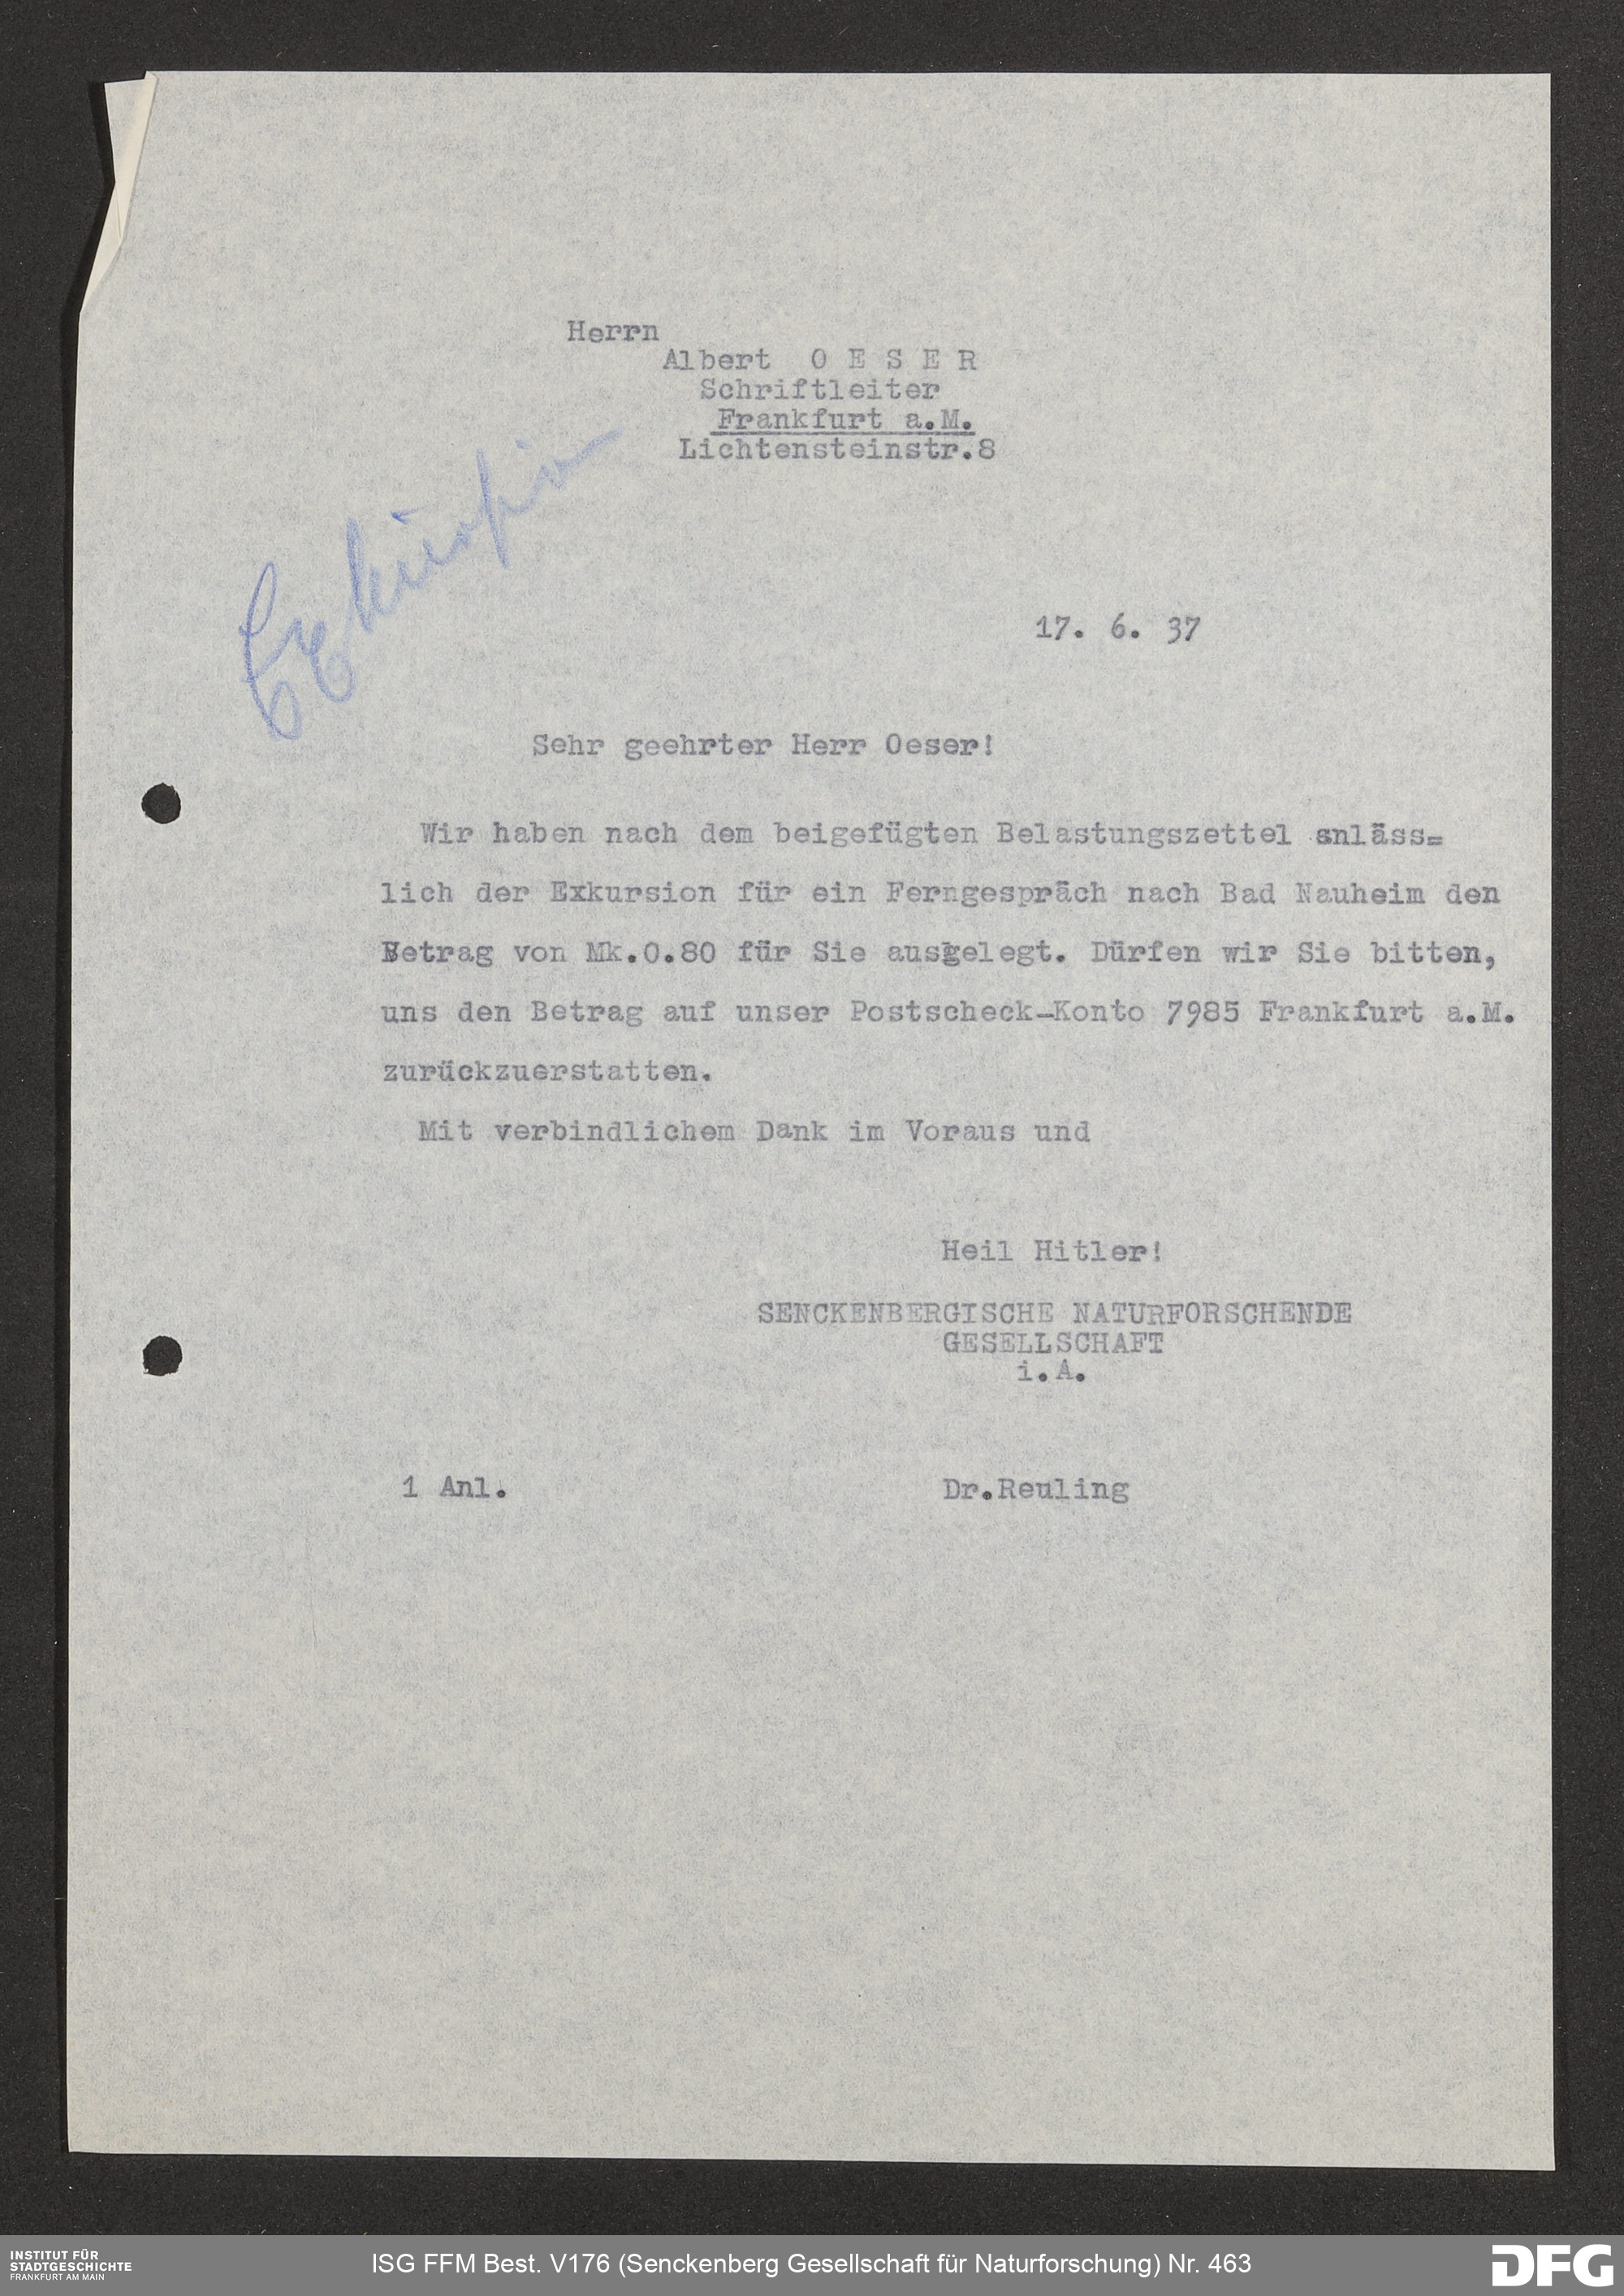 Herrn
Albert O E S E R
Schriftleiter
Frankfurt a.M.
Lichtensteinstr.8
Exkursion
17. 6. 37
Sehr geehrter Herr Oeser!
Wir haben nach dem beigefügten Belastungszettel anläss=
lich der Exkursion für ein Ferngespräch nach Bad Nauheim den
Betrag von Mk.0.80 für Sie ausgelegt. Dürfen wir Sie bitten,
uns den Betrag auf unser Postscheck-Konto 7985 Frankfurt a.M.
zurückzuerstatten.
Mit verbindlichem Dank im Voraus und
Heil Hitler!
SENCKENBERGISCHE NATURFORSCHENDE
GESELLSCHAFT
i.A.
1 Anl.
Dr.Reuling
INSTITUT FÜR
STADTGESCHICHTE
FRANKFURT AM MAIN
ISG FFM Best. V176 (Senckenberg Gesellschaft für Naturforschung) Nr. 463
DFG